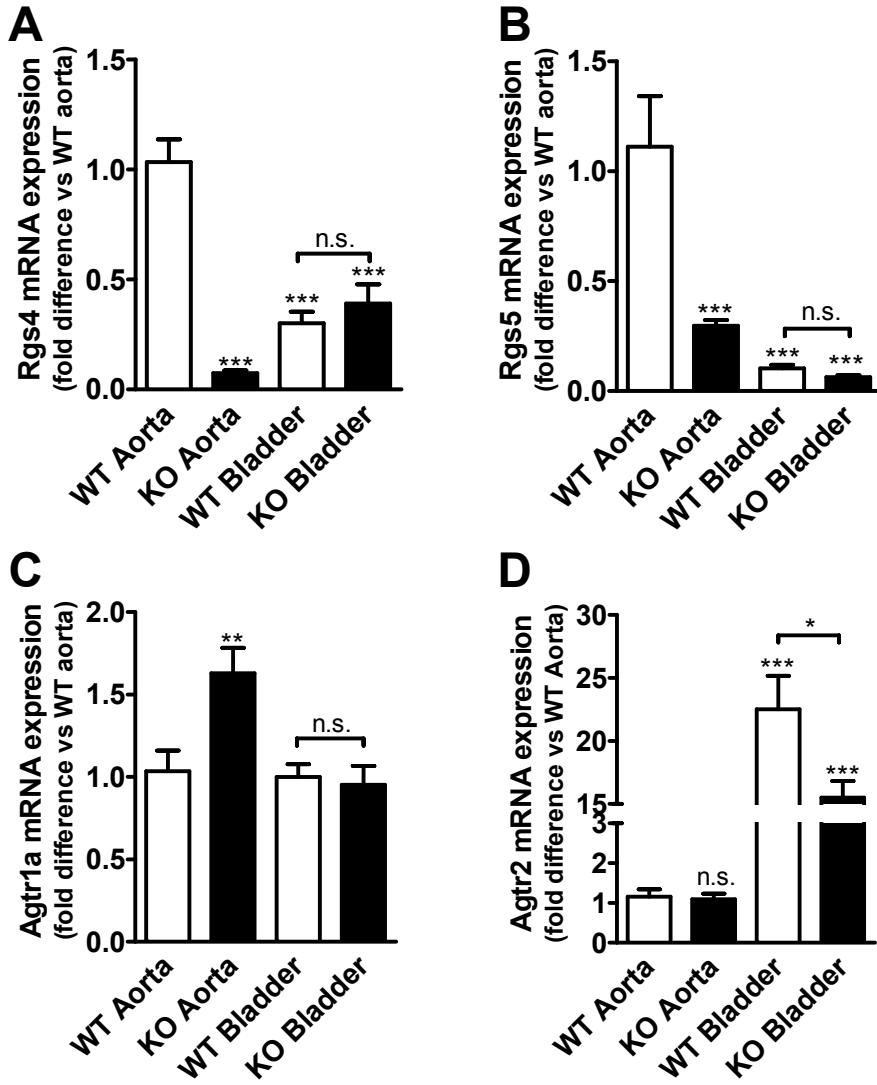 A
Rgs4 mRNA expression
(fold difference vs WT aorta)
1.5
1.0
0.5
0.0
***
***
***
n.s.
WT Aorta
KO Aorta
WT Bladder
KO Bladder
B
Rgs5 mRNA expression
(fold difference vs WT aorta)
1.5
1.0
0.5
0.0
***
***
***
n.s.
WT Aorta
KO Aorta
WT Bladder
KO Bladder
C
Agtr1a mRNA expression
(fold difference vs WT aorta)
2.0
1.5
1.0
0.5
0.0
**
n.s.
WT Aorta
KO Aorta
WT Bladder
KO Bladder
D
Agtr2 mRNA expression
(fold difference vs WT Aorta)
30
25
20
15
3
2
1
0
n.s.
***
***
*
WT Aorta
KO Aorta
WT Bladder
KO Bladder